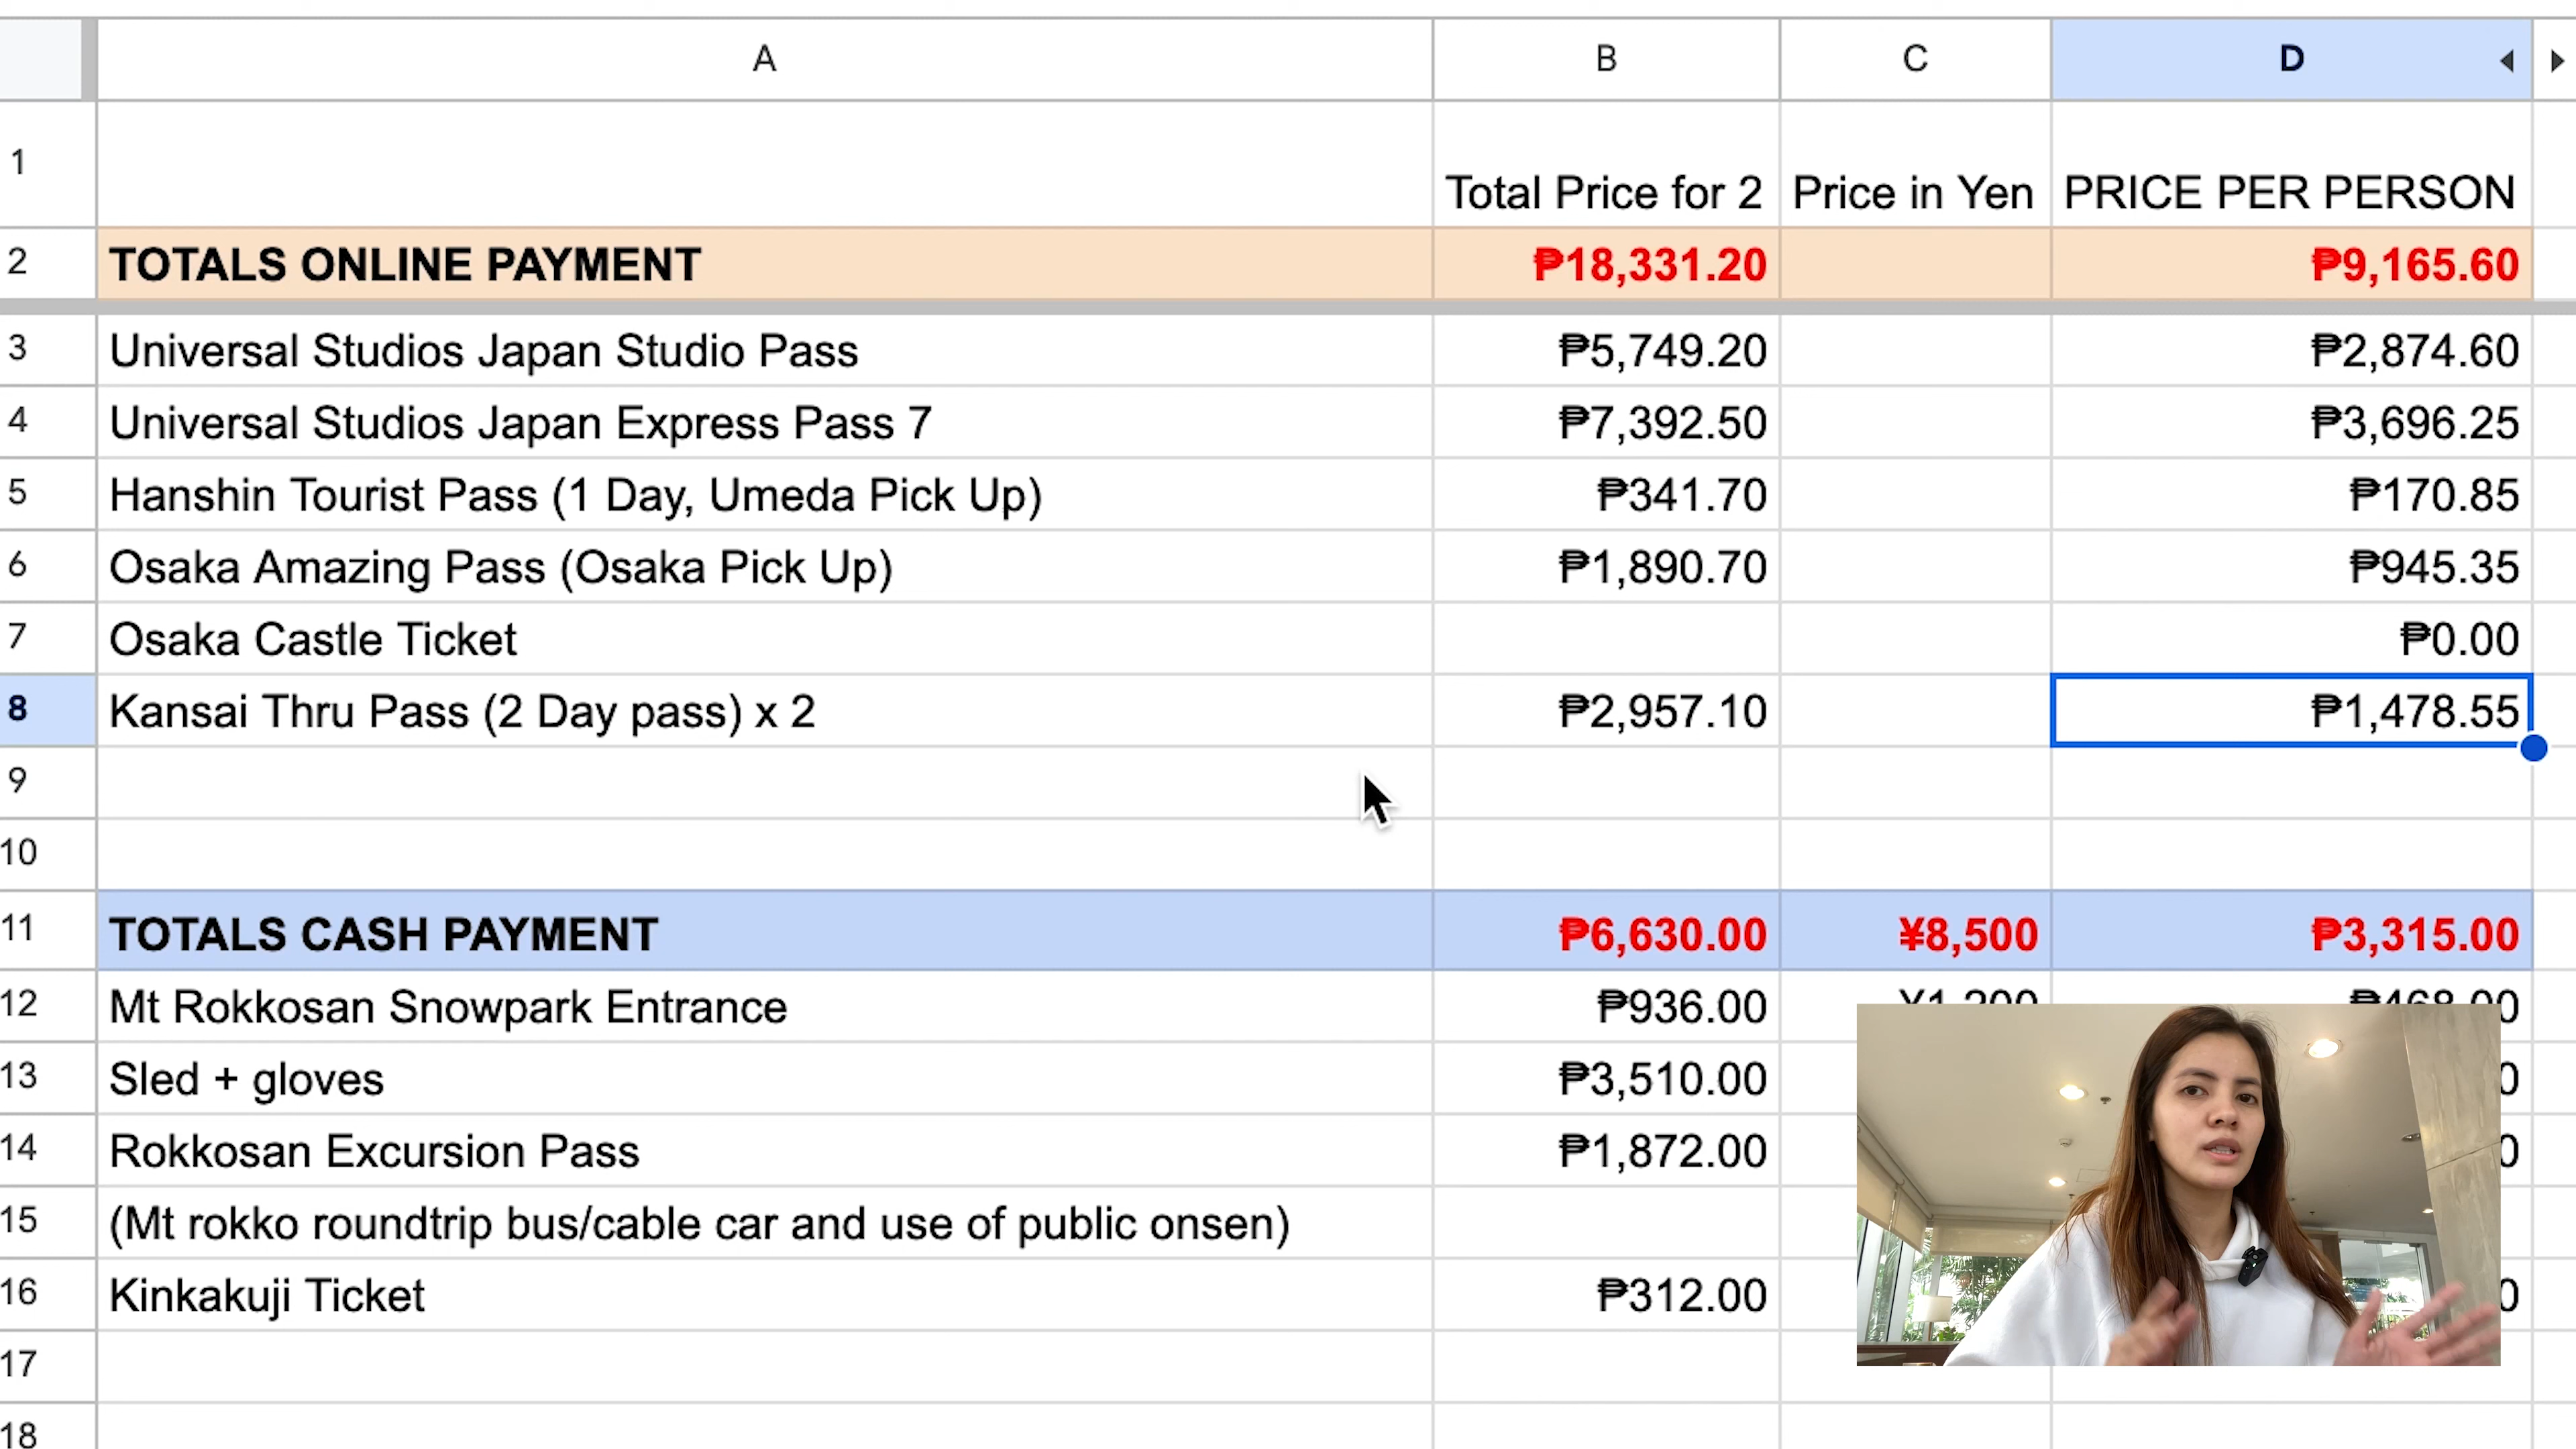 A B C D
1 Total Price for 2 Price in Yen PRICE PER PERSON
2 TOTALS ONLINE PAYMENT ₱18,331.20 ₱9,165.60
3 Universal Studios Japan Studio Pass ₱5,749.20 ₱2,874.60
4 Universal Studios Japan Express Pass 7 ₱7,392.50 ₱3,696.25
5 Hanshin Tourist Pass (1 Day, Umeda Pick Up) ₱341.70 ₱170.85
6 Osaka Amazing Pass (Osaka Pick Up) ₱1,890.70 ₱945.35
7 Osaka Castle Ticket ₱0.00
8 Kansai Thru Pass (2 Day pass) x 2 ₱2,957.10 ₱1,478.55
9
10
11 TOTALS CASH PAYMENT ₱6,630.00 ¥8,500 ₱3,315.00
12 Mt Rokkosan Snowpark Entrance ₱936.00 ¥1,200 ₱468.00
13 Sled + gloves ₱3,510.00
14 Rokkosan Excursion Pass ₱1,872.00
15 (Mt rokko roundtrip bus/cable car and use of public onsen)
16 Kinkakuji Ticket ₱312.00
17
18